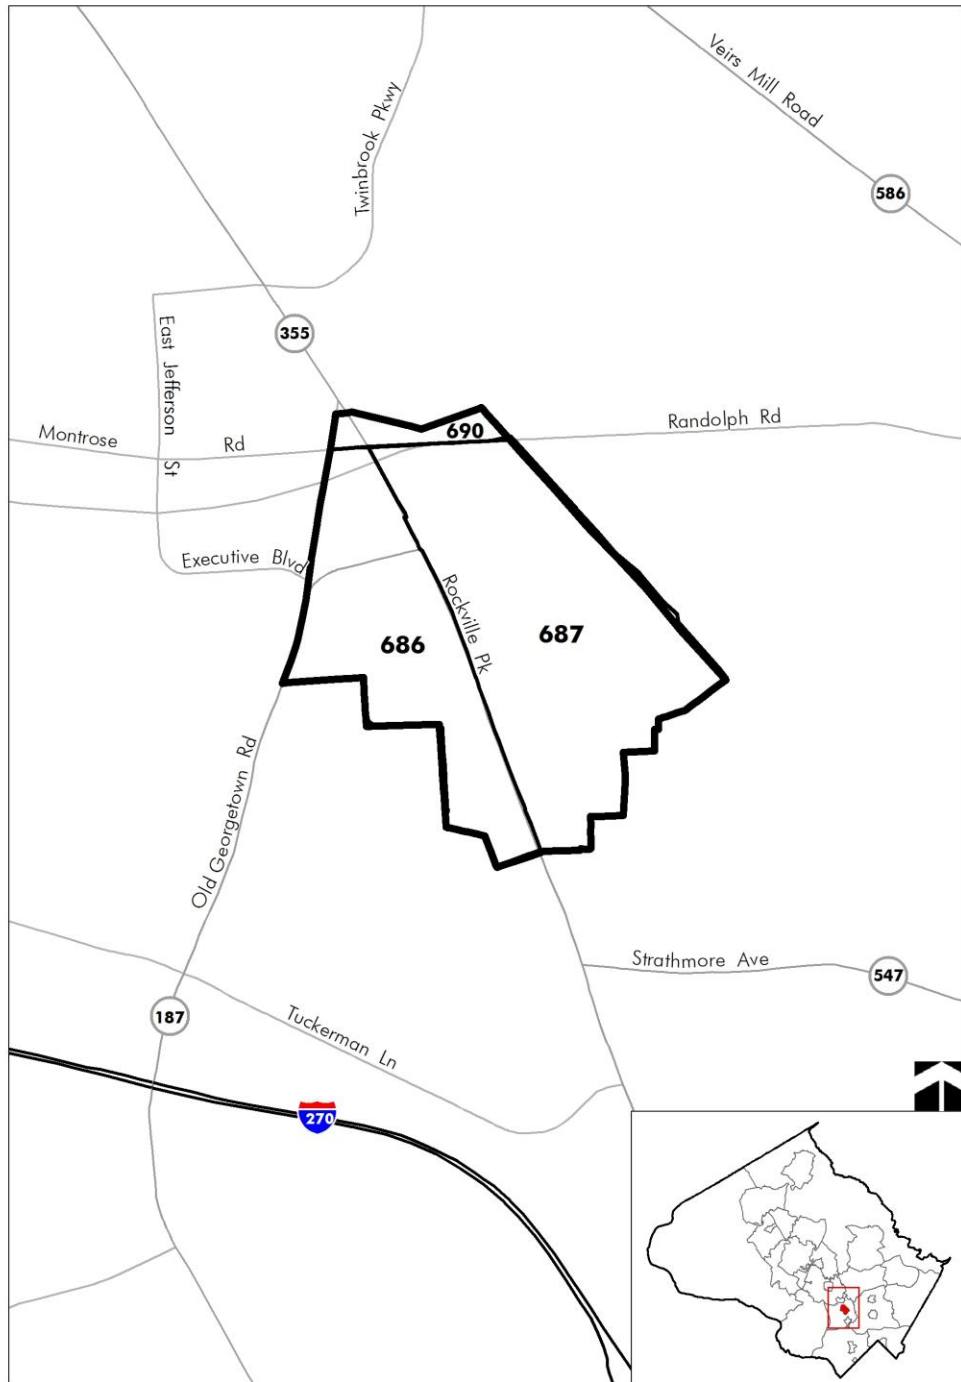 Veirs Mill Road
Twinbrook Pkwy
586
East Jefferson St
355
Montrose Rd
690
Randolph Rd
Executive Blvd
Rockville Pk
686
687
Old Georgetown Rd
Strathmore Ave
547
187
Tuckerman Ln
270